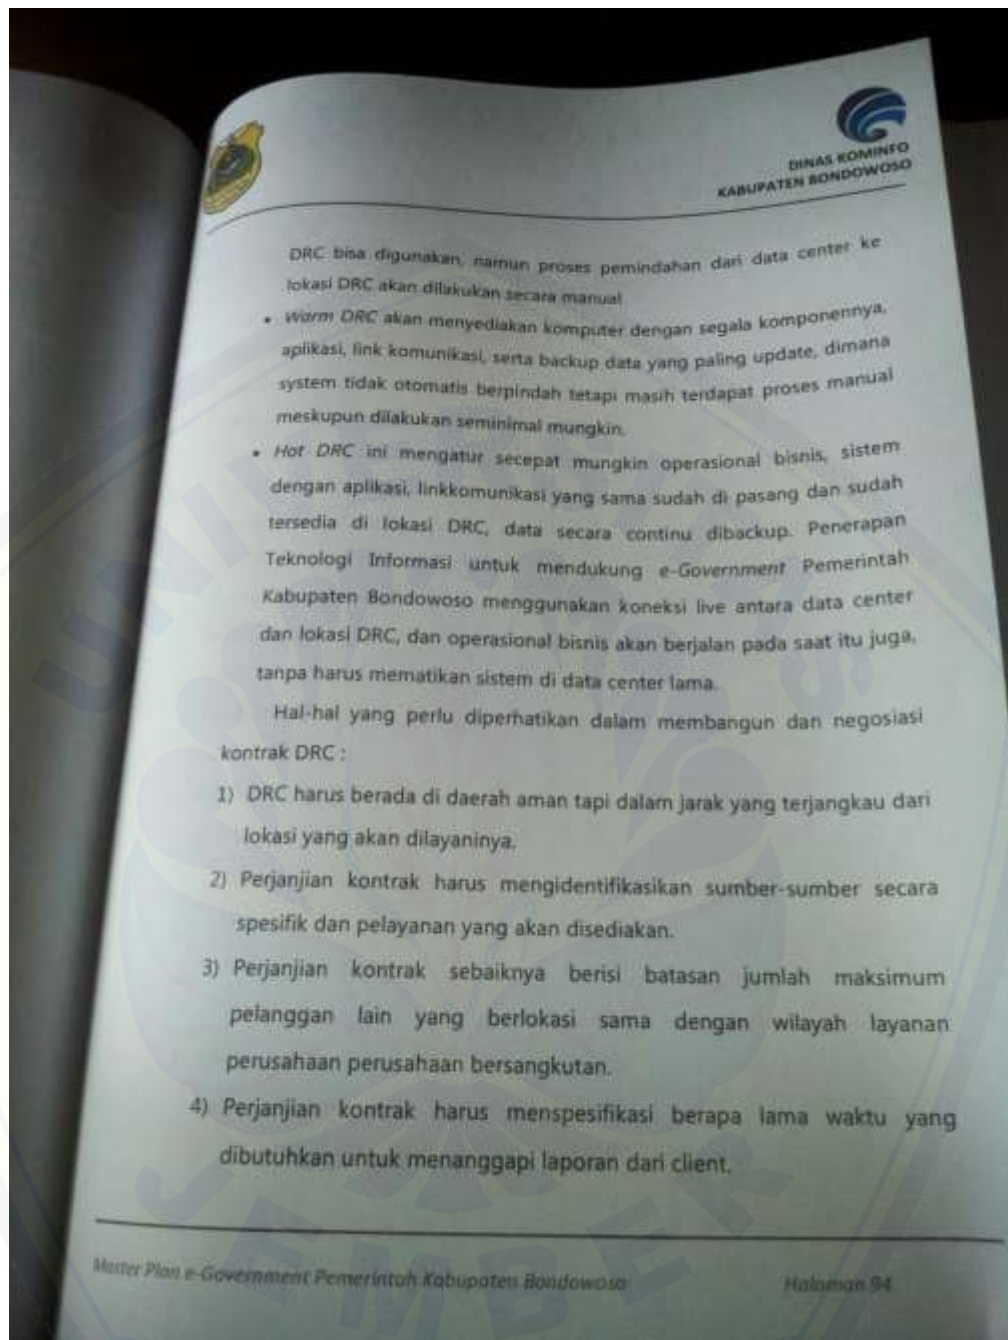 DINAS KOMINFO
KABUPATEN BONDOWOSO
DRC bisa digunakan, namun proses pemindahan dari data center ke
lokasi DRC akan dilakukan secara manual
• Warm DRC akan menyediakan komputer dengan segala komponennya,
aplikasi, link komunikasi, serta backup data yang paling update, dimana
system tidak otomatis berpindah tetapi masih terdapat proses manual
meskipun dilakukan seminimal mungkin.
• Hot DRC ini mengatur secepat mungkin operasional bisnis, sistem
dengan aplikasi, linkkomunikasi yang sama sudah di pasang dan sudah
tersedia di lokasi DRC, data secara continu dibackup. Penerapan
Teknologi Informasi untuk mendukung e-Government Pemerintah
Kabupaten Bondowoso menggunakan koneksi live antara data center
dan lokasi DRC, dan operasional bisnis akan berjalan pada saat itu juga,
tanpa harus mematikan sistem di data center lama.
Hal-hal yang perlu diperhatikan dalam membangun dan negosiasi
kontrak DRC :
1) DRC harus berada di daerah aman tapi dalam jarak yang terjangkau dari
lokasi yang akan dilayaninya.
2) Perjanjian kontrak harus mengidentifikasikan sumber-sumber secara
spesifik dan pelayanan yang akan disediakan.
3) Perjanjian kontrak sebaiknya berisi batasan jumlah maksimum
pelanggan lain yang berlokasi sama dengan wilayah layanan
perusahaan perusahaan bersangkutan.
4) Perjanjian kontrak harus menspesifikasi berapa lama waktu yang
dibutuhkan untuk menanggapi laporan dari client.
Master Plan e-Government Pemerintah Kabupaten Bondowoso Halaman 94
UNIVERSITAS
JEMBER